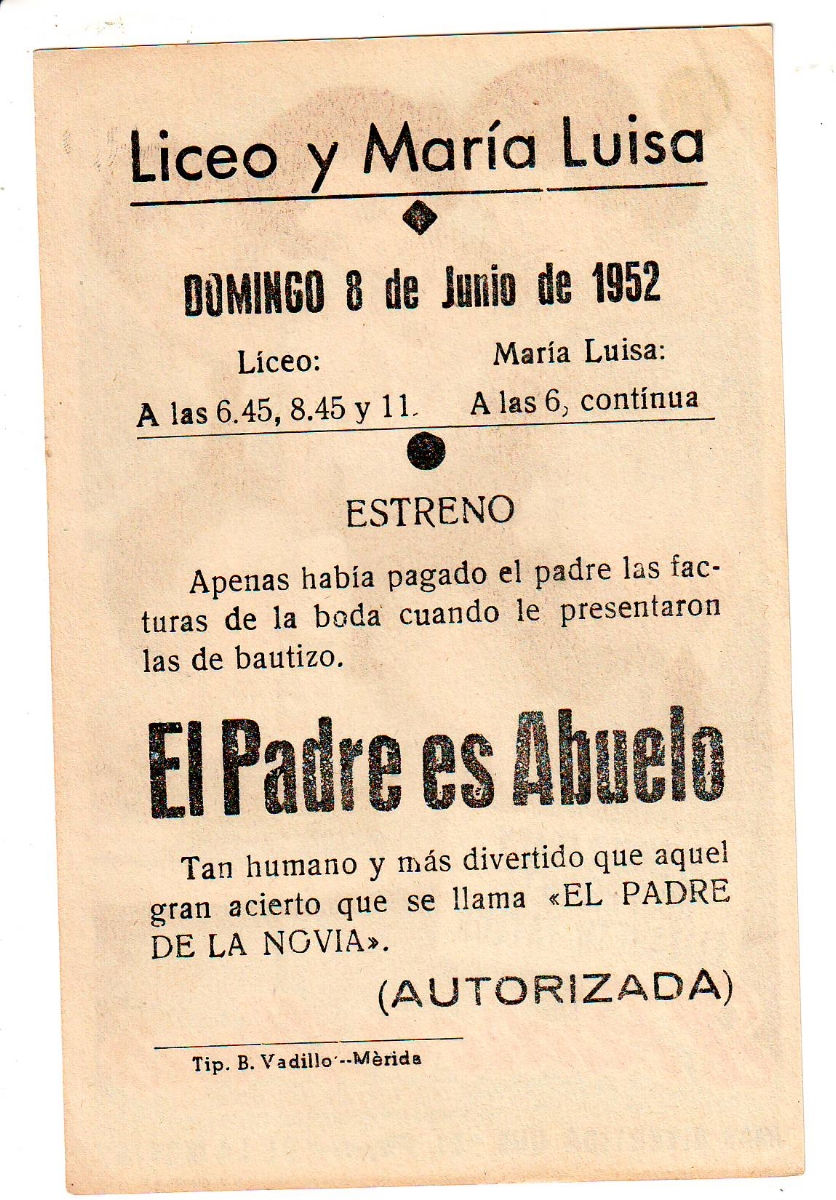 Liceo y María Luisa
DOMINGO 8 de Junio de 1952
Liceo: María Luisa:
A las 6.45, 8.45 y 11. A las 6, contínua
ESTRENO
Apenas había pagado el padre las fac-
turas de la boda cuando le presentaron
las de bautizo.
El Padre es Abuelo
Tan humano y más divertido que aquel
gran acierto que se llama «EL PADRE
DE LA NOVIA».
(AUTORIZADA)
Tip. B. Vadillo--Mèrida